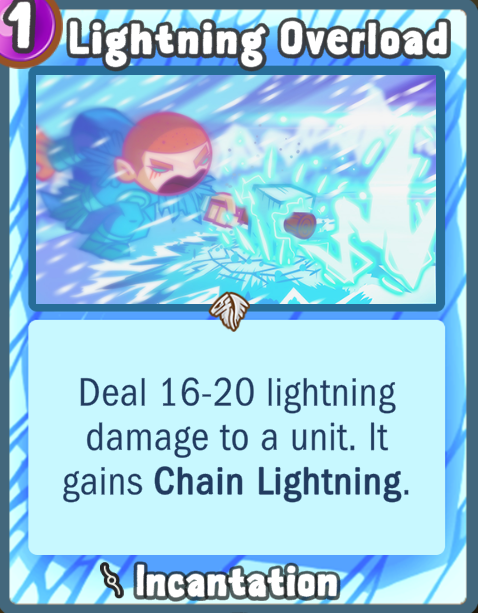 1
Lightning Overload
Deal 16-20 lightning
damage to a unit. It
gains Chain Lightning.
Incantation